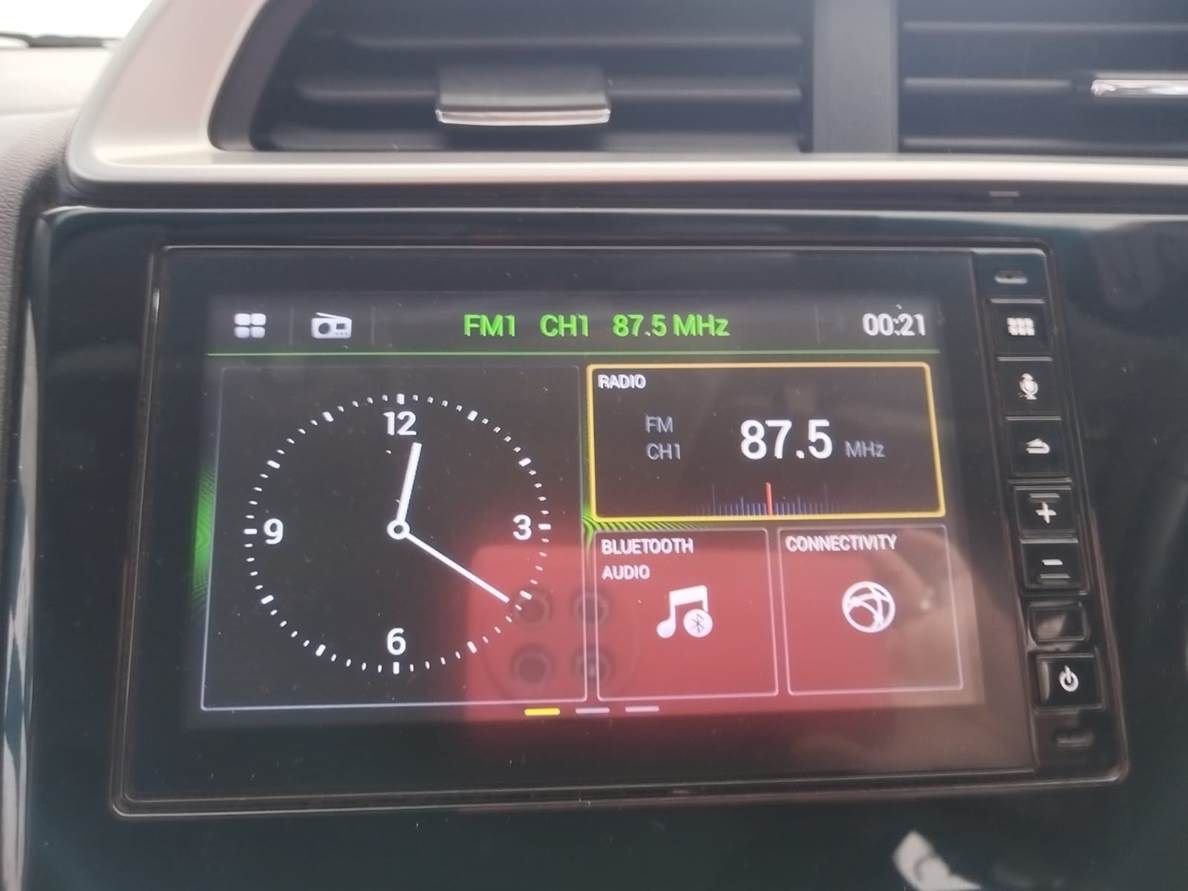 FM1 CH1 87.5 MHz 00:21
12
9
3
6
RADIO
FM
CH1
87.5 MHz
BLUETOOTH
AUDIO
CONNECTIVITY